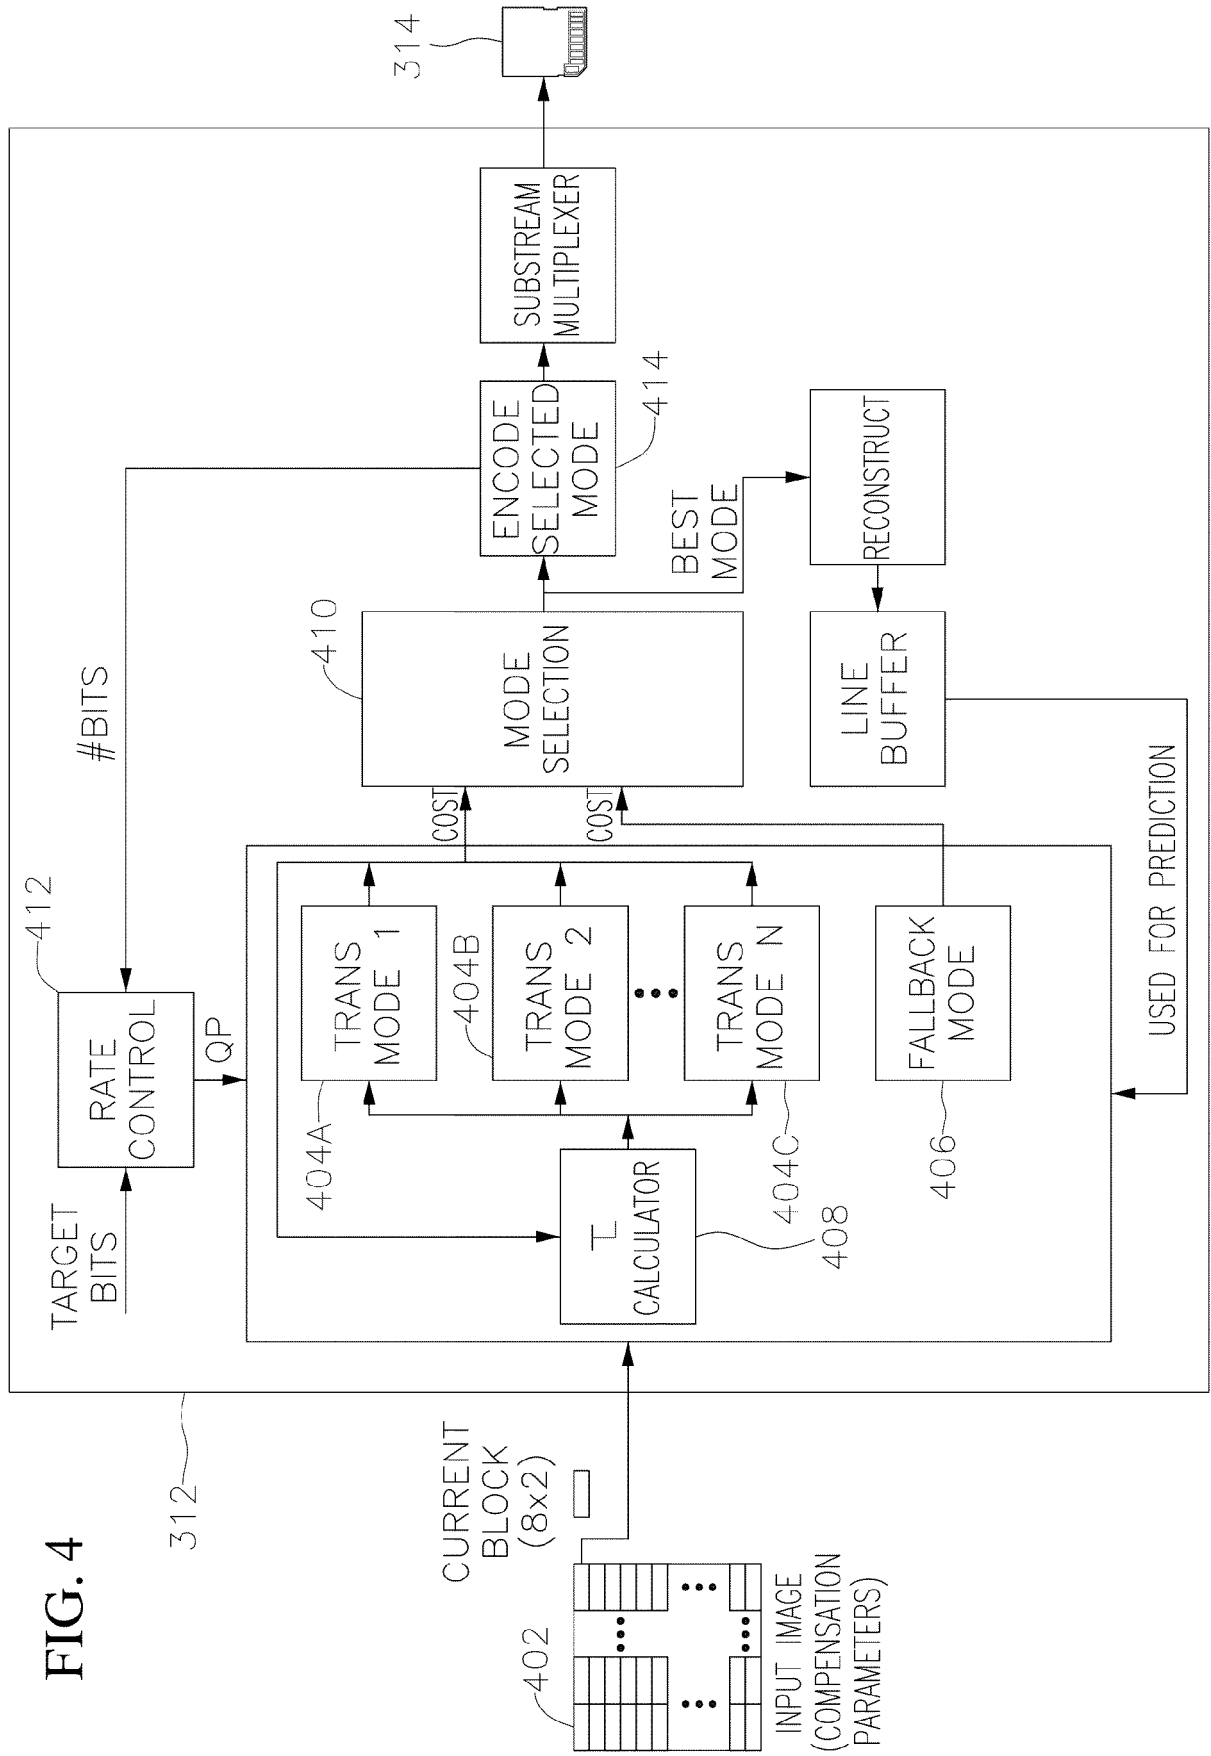 FIG. 4
312
402
INPUT IMAGE
(COMPENSATION
PARAMETERS)
CURRENT
BLOCK
(8x2)
TARGET
BITS
RATE
CONTROL
412
QP
#BITS
TL
CALCULATOR
408
404A
TRANS
MODE 1
404B
TRANS
MODE 2
404C
TRANS
MODE N
406
FALLBACK
MODE
COST
COST
410
MODE
SELECTION
BEST
MODE
ENCODE
SELECTED
MODE
414
SUBSTREAM
MULTIPLEXER
314
RECONSTRUCT
LINE
BUFFER
USED FOR PREDICTION